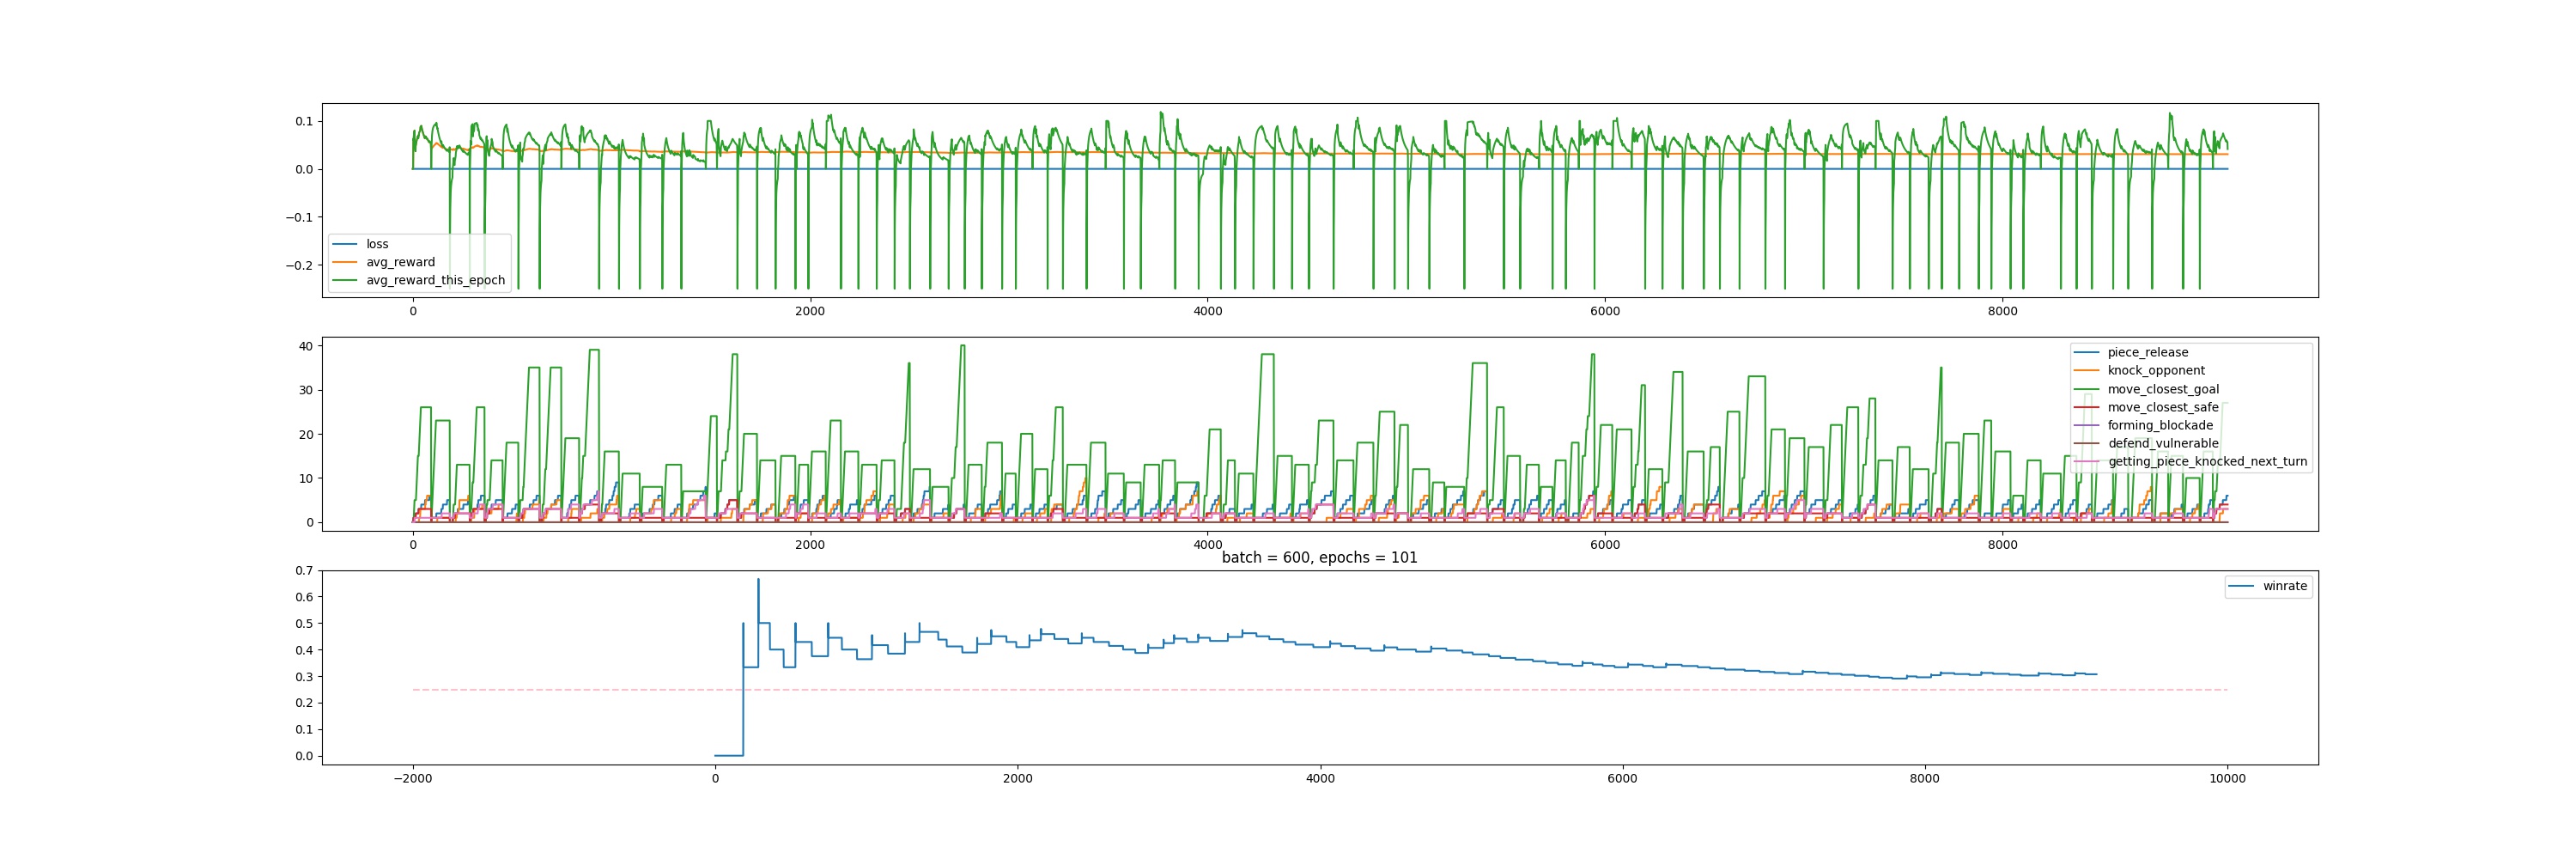 0.1
0.0
−0.1
−0.2
loss
avg_reward
avg_reward_this_epoch
0 2000 4000 6000 8000
40
30
20
10
0
piece_release
knock_opponent
move_closest_goal
move_closest_safe
forming_blockade
defend_vulnerable
getting_piece_knocked_next_turn
0 2000 4000 6000 8000
batch = 600, epochs = 101
0.7
0.6
0.5
0.4
0.3
0.2
0.1
0.0
winrate
−2000 0 2000 4000 6000 8000 10000